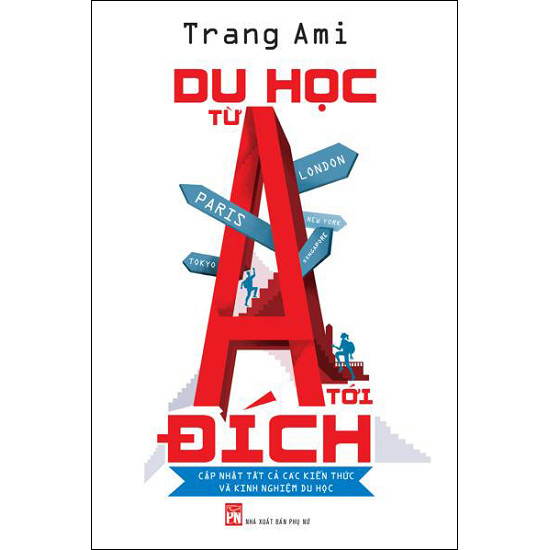 Trang Ami
DU HỌC
TỪ
A
LONDON
PARIS
NEW YORK
SINGAPORE
TOKYO
TỚI
ĐÍCH
CẬP NHẬT TẤT CẢ CÁC KIẾN THỨC
VÀ KINH NGHIỆM DU HỌC
PN
NHÀ XUẤT BẢN PHỤ NỮ